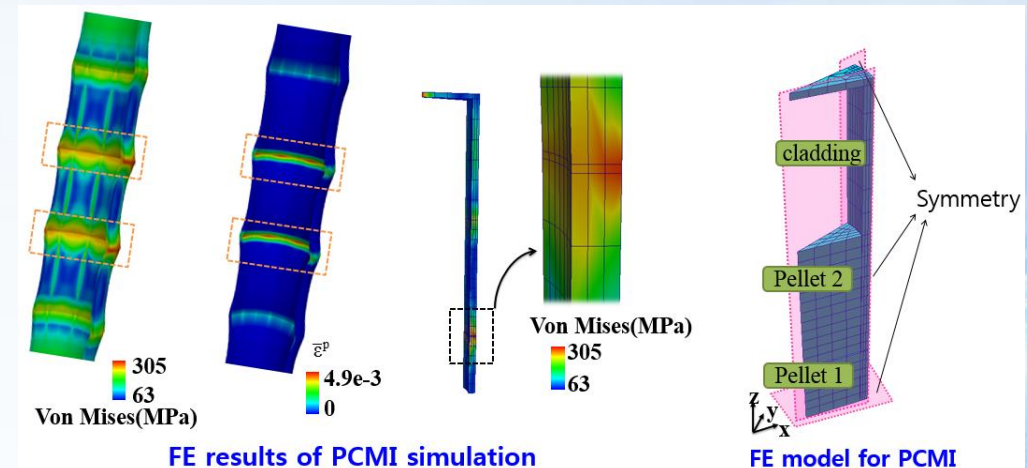 305
63
Von Mises(MPa)
ε̅ᵖ
4.9e-3
0
Von Mises(MPa)
305
63
FE results of PCMI simulation
cladding
Symmetry
Pellet 2
Pellet 1
z
y
x
FE model for PCMI